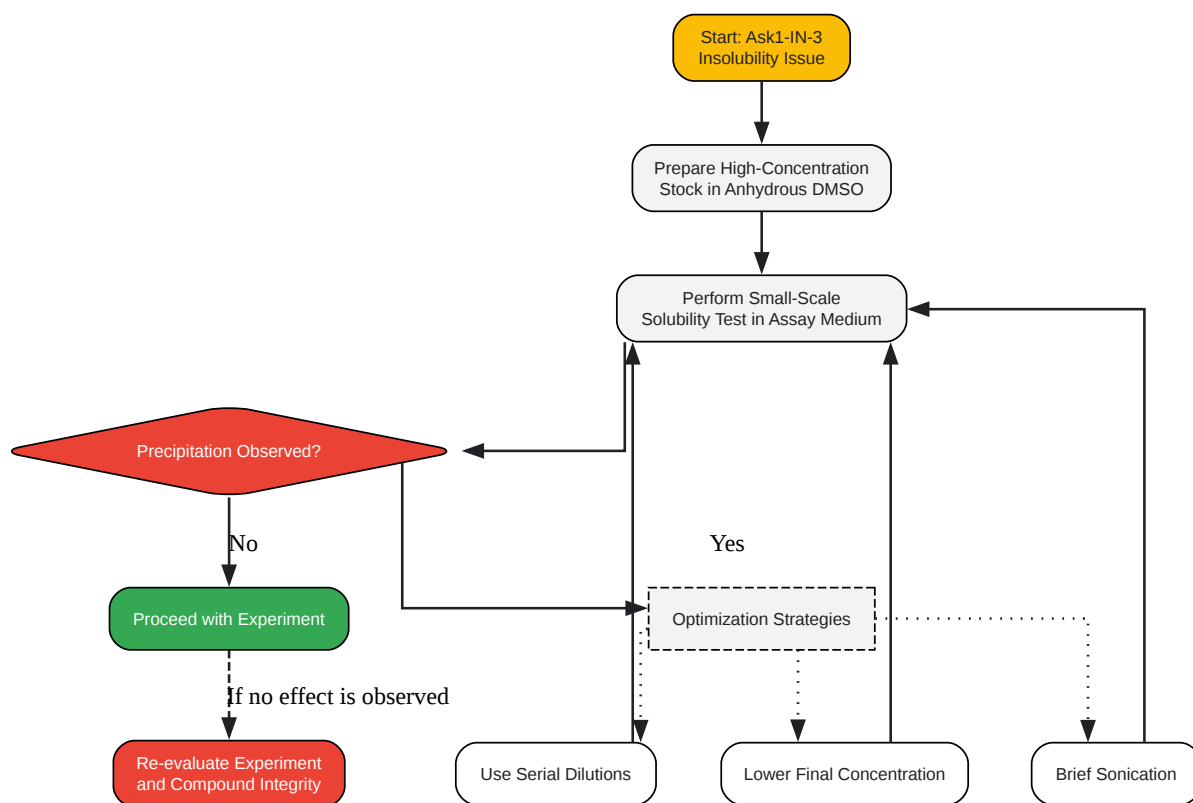 Start: Ask1-IN-3
Insolubility Issue
Prepare High-Concentration
Stock in Anhydrous DMSO
Perform Small-Scale
Solubility Test in Assay Medium
Precipitation Observed?
No
Yes
Proceed with Experiment
Optimization Strategies
If no effect is observed
Re-evaluate Experiment
and Compound Integrity
Use Serial Dilutions
Lower Final Concentration
Brief Sonication